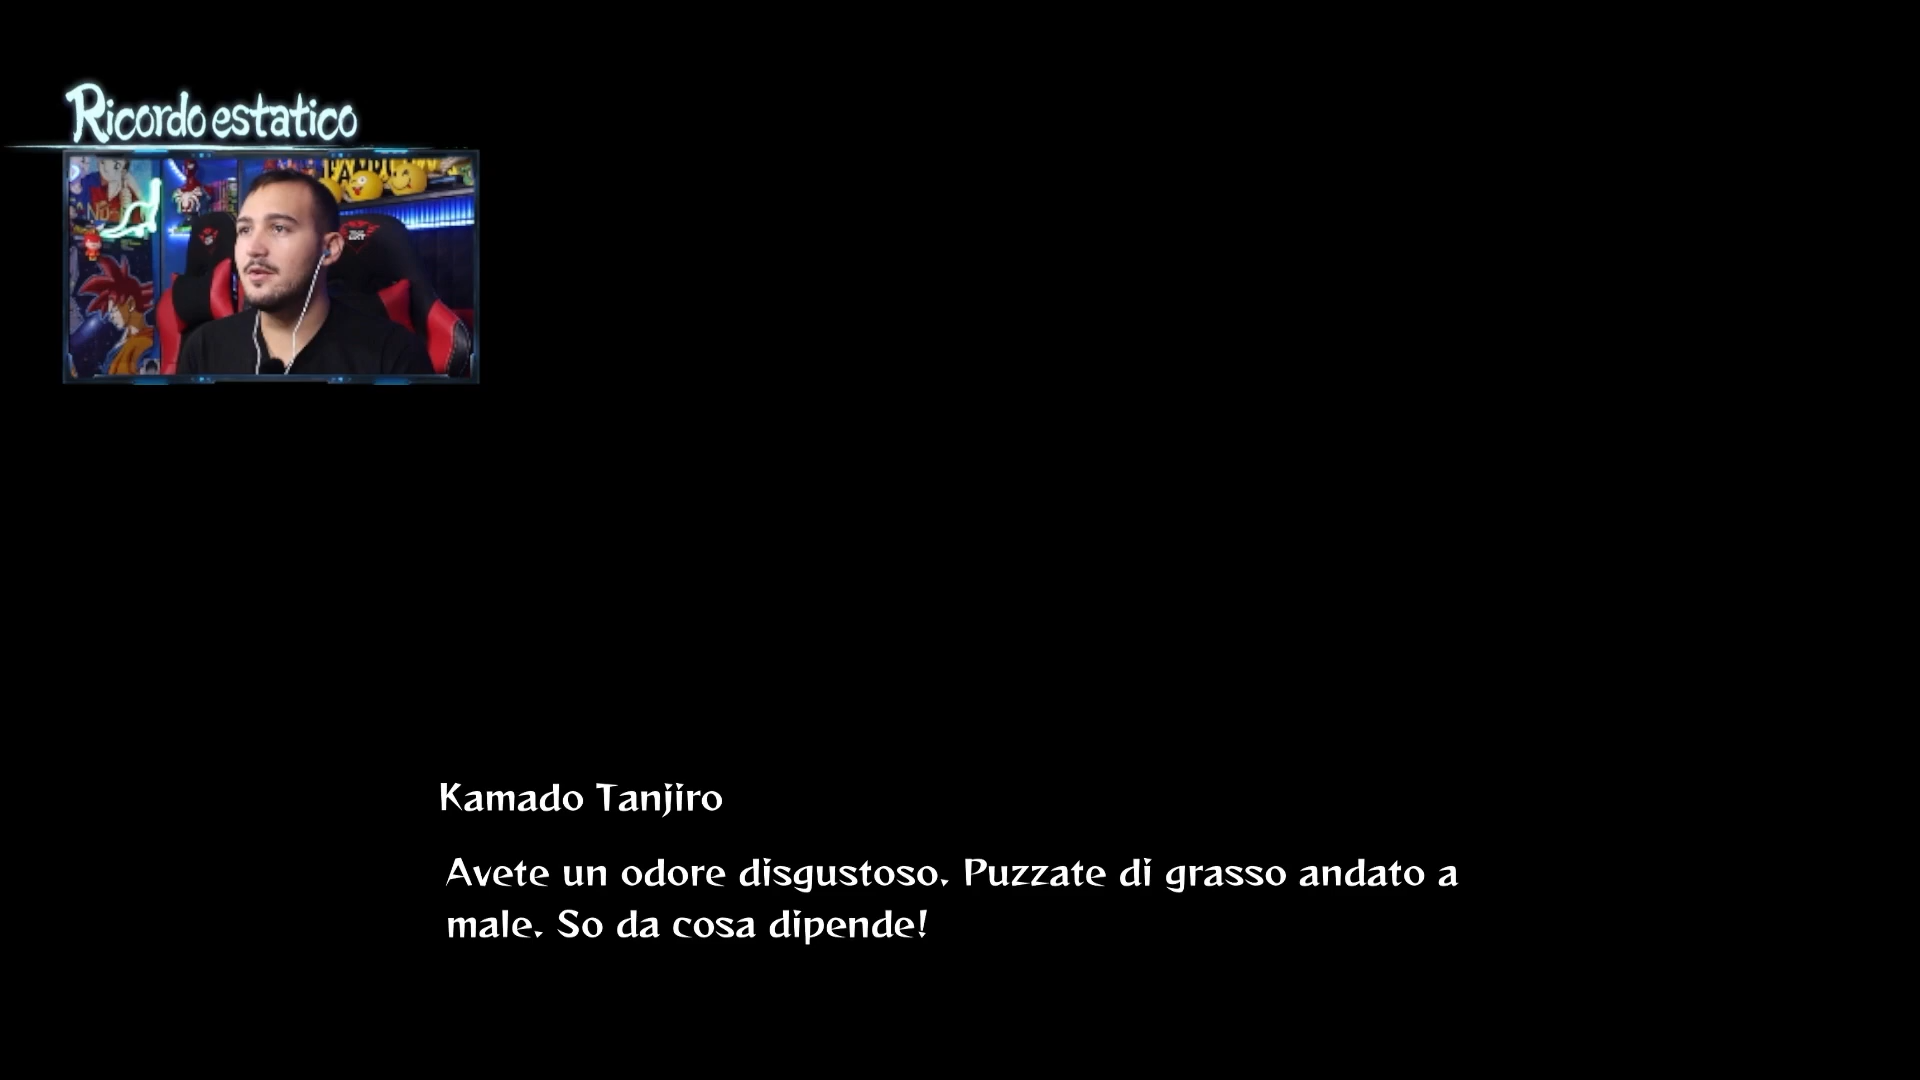 Ricordo estatico
Kamado Tanjiro
Avete un odore disgustoso. Puzzate di grasso andato a
male. So da cosa dipende!